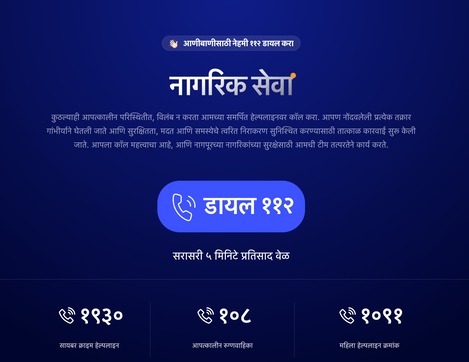 👋🏻 आणीबाणीसाठी नेहमी ११२ डायल करा
नागरिक सेवा
कुठल्याही आपत्कालीन परिस्थितीत, विलंब न करता आमच्या समर्पित हेल्पलाइनवर कॉल करा. आपण नोंदवलेली प्रत्येक तक्रार
गांभीर्याने घेतली जाते आणि सुरक्षितता, मदत आणि समस्येचे त्वरित निराकरण सुनिश्चित करण्यासाठी तात्काळ कारवाई सुरू केली
जाते. आपला कॉल महत्त्वाचा आहे, आणि नागपूरच्या नागरिकांच्या सुरक्षेसाठी आमची टीम तत्परतेने कार्य करते.
डायल ११२
सरासरी ५ मिनिटे प्रतिसाद वेळ
१९३० १०८ १०९१
सायबर क्राइम हेल्पलाइन आपत्कालीन रुग्णवाहिका महिला हेल्पलाइन क्रमांक